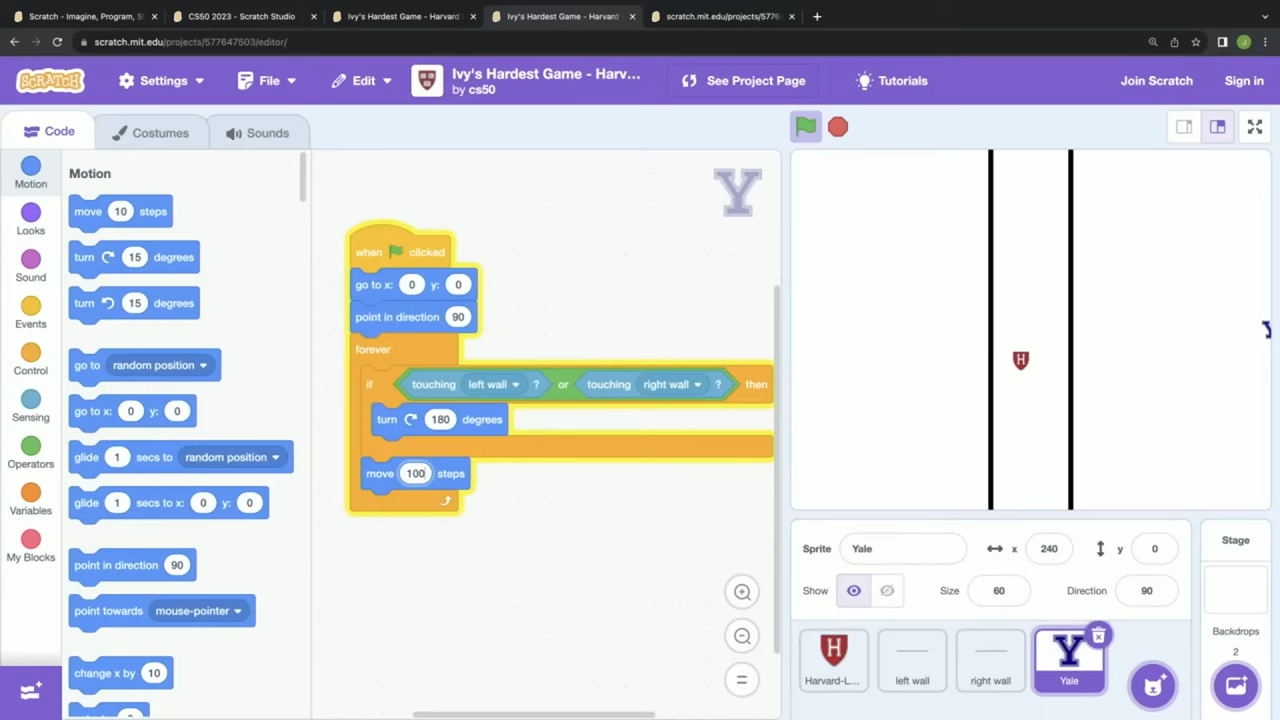 Scratch - Imagine, Program, S
CS50 2023 - Scratch Studio
Ivy's Hardest Game - Harvard
Ivy's Hardest Game - Harvard
scratch.mit.edu/projects/5776
scratch.mit.edu/projects/577647503/editor/
J
SCRATCH
Settings
File
Edit
Ivy's Hardest Game - Harv...
by cs50
See Project Page
Tutorials
Join Scratch
Sign in
Code
Costumes
Sounds
Motion
Looks
Sound
Events
Control
Sensing
Operators
Variables
My Blocks
Motion
move 10 steps
turn 15 degrees
turn 15 degrees
go to random position
go to x: 0 y: 0
glide 1 secs to random position
glide 1 secs to x: 0 y: 0
point in direction 90
point towards mouse-pointer
change x by 10
Y
when clicked
go to x: 0 y: 0
point in direction 90
forever
if touching left wall ? or touching right wall ? then
turn 180 degrees
move 100 steps
H
Sprite Yale x 240 y 0
Show Size 60 Direction 90
Harvard-L...
left wall
right wall
Y
Yale
Stage
Backdrops
2